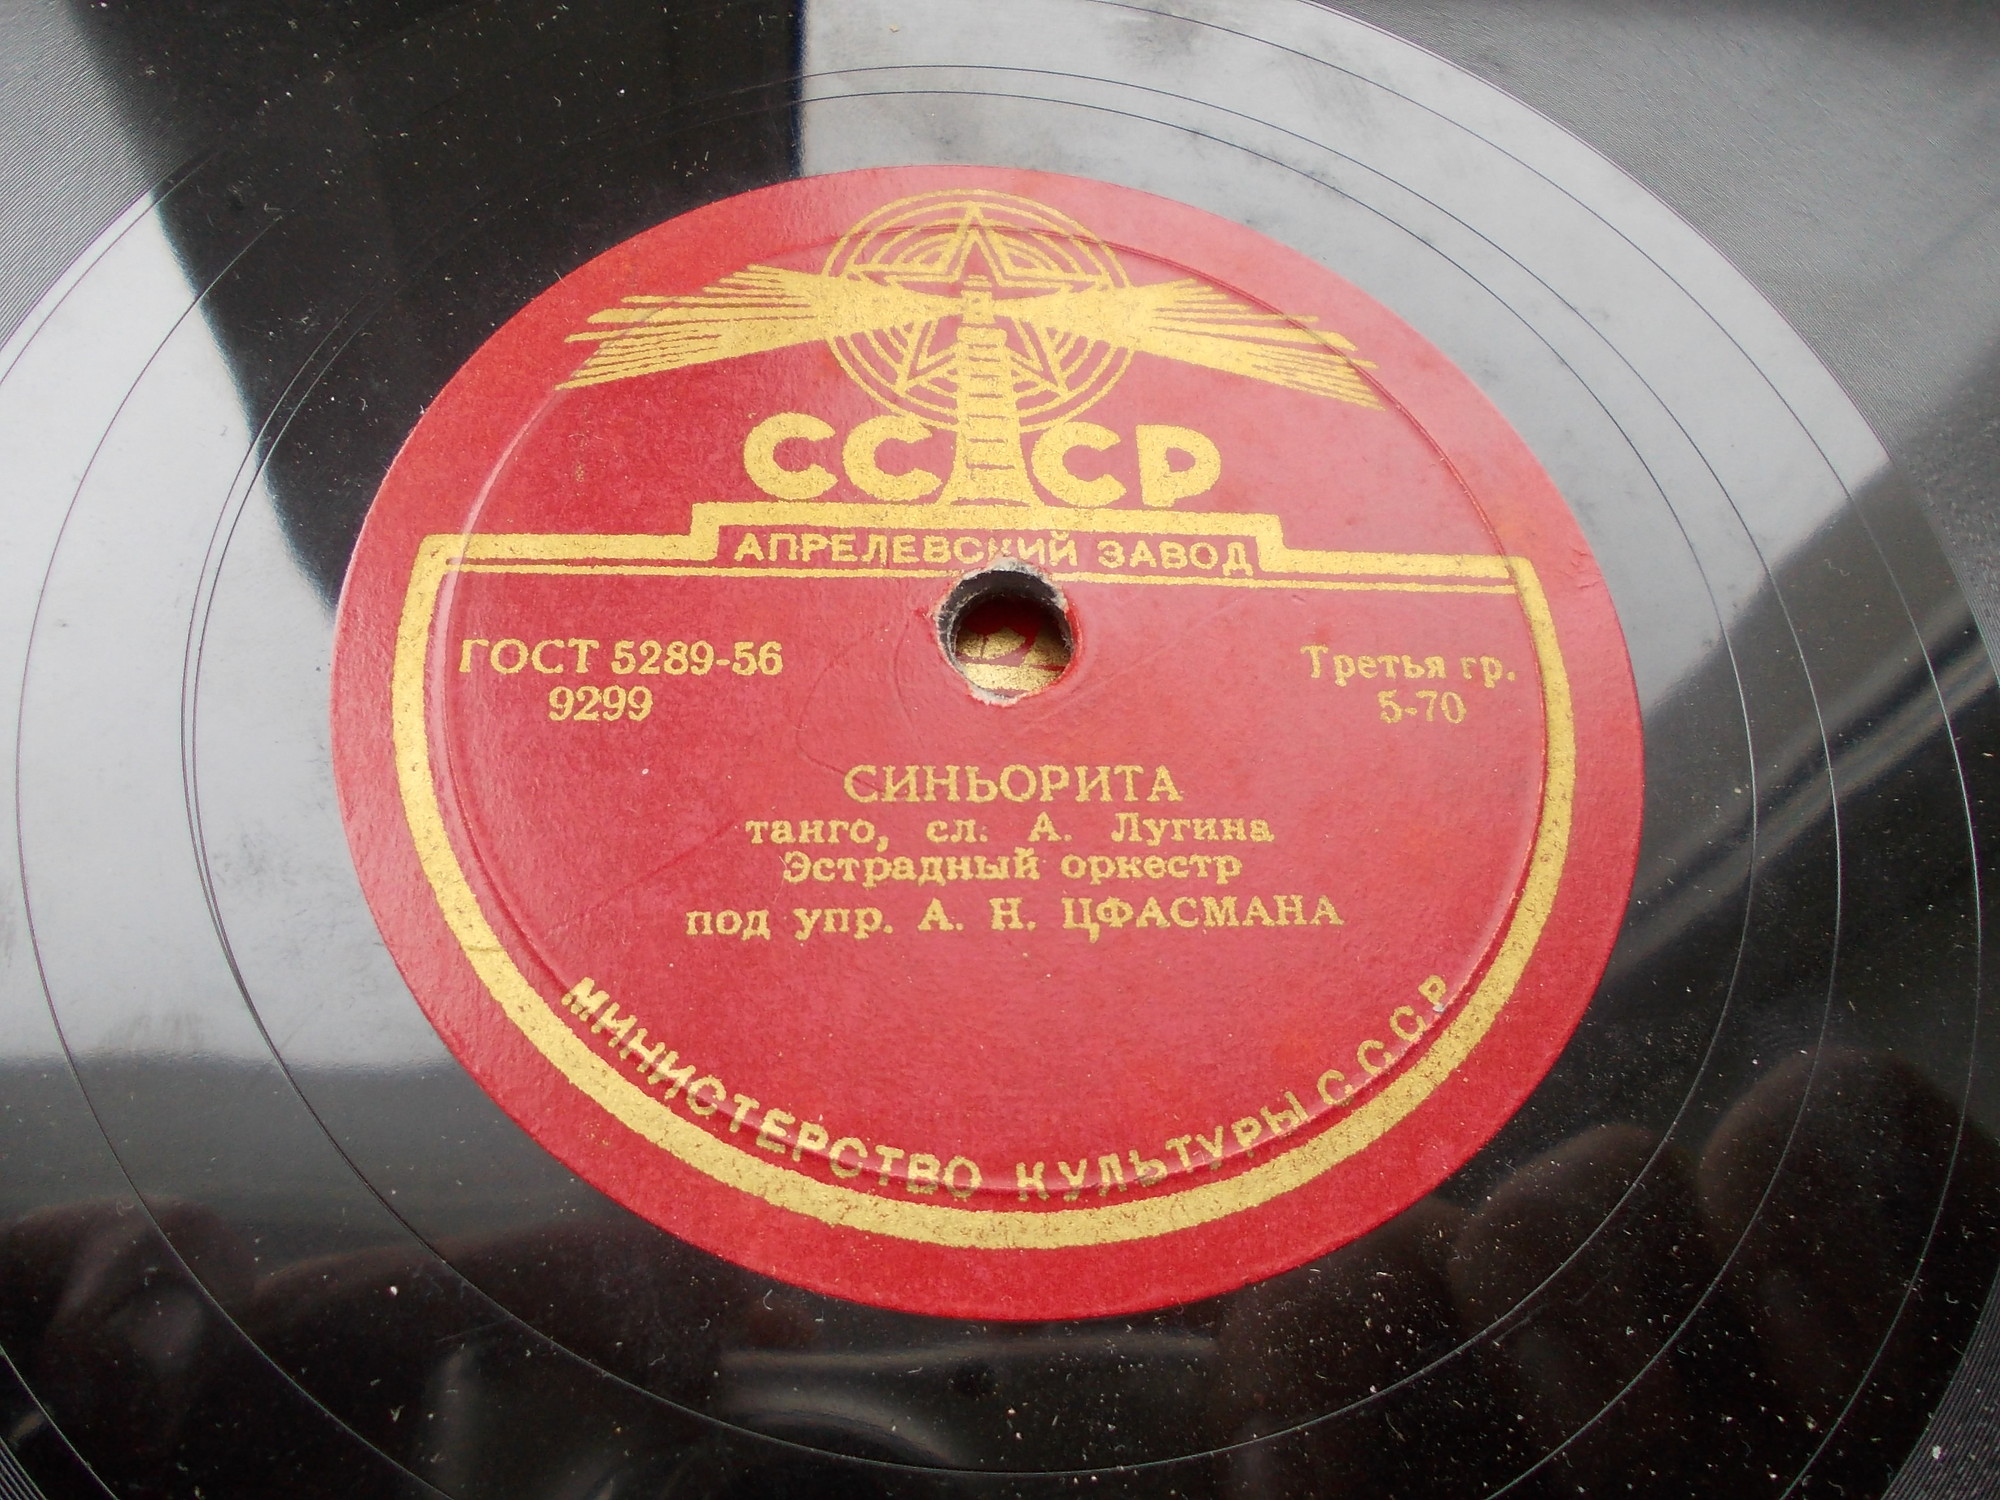 СССР
АПРЕЛЕВСКИЙ ЗАВОД
ГОСТ 5289-56
9299
Третья гр.
5-70
СИНЬОРИТА
танго, сл. А. Лугина
Эстрадный оркестр
под упр. А. Н. ЦФАСМАНА
МИНИСТЕРСТВО КУЛЬТУРЫ СССР